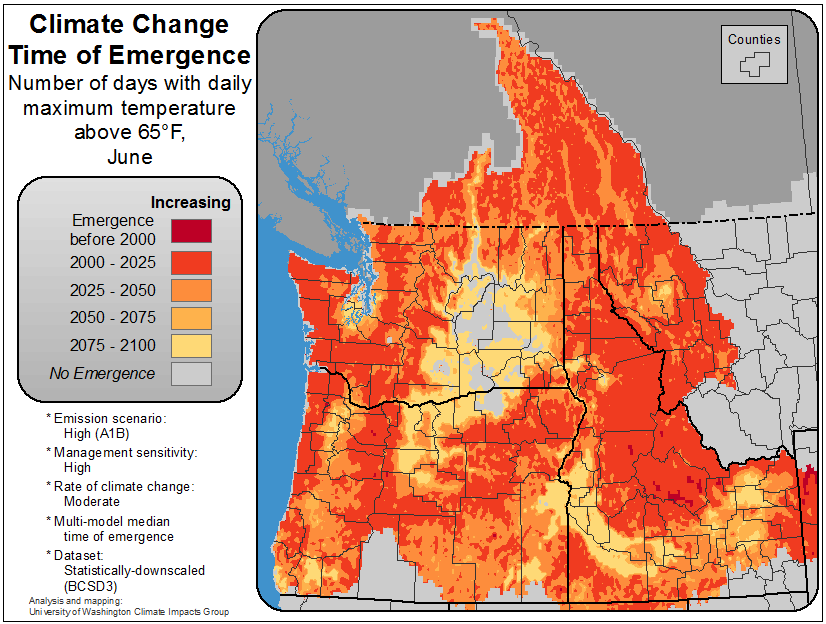 Climate Change
Time of Emergence
Number of days with daily
maximum temperature
above 65°F,
June
Increasing
Emergence
before 2000
2000 - 2025
2025 - 2050
2050 - 2075
2075 - 2100
No Emergence
* Emission scenario:
High (A1B)
* Management sensitivity:
High
* Rate of climate change:
Moderate
* Multi-model median
time of emergence
* Dataset:
Statistically-downscaled
(BCSD3)
Analysis and mapping:
University of Washington Climate Impacts Group
Counties